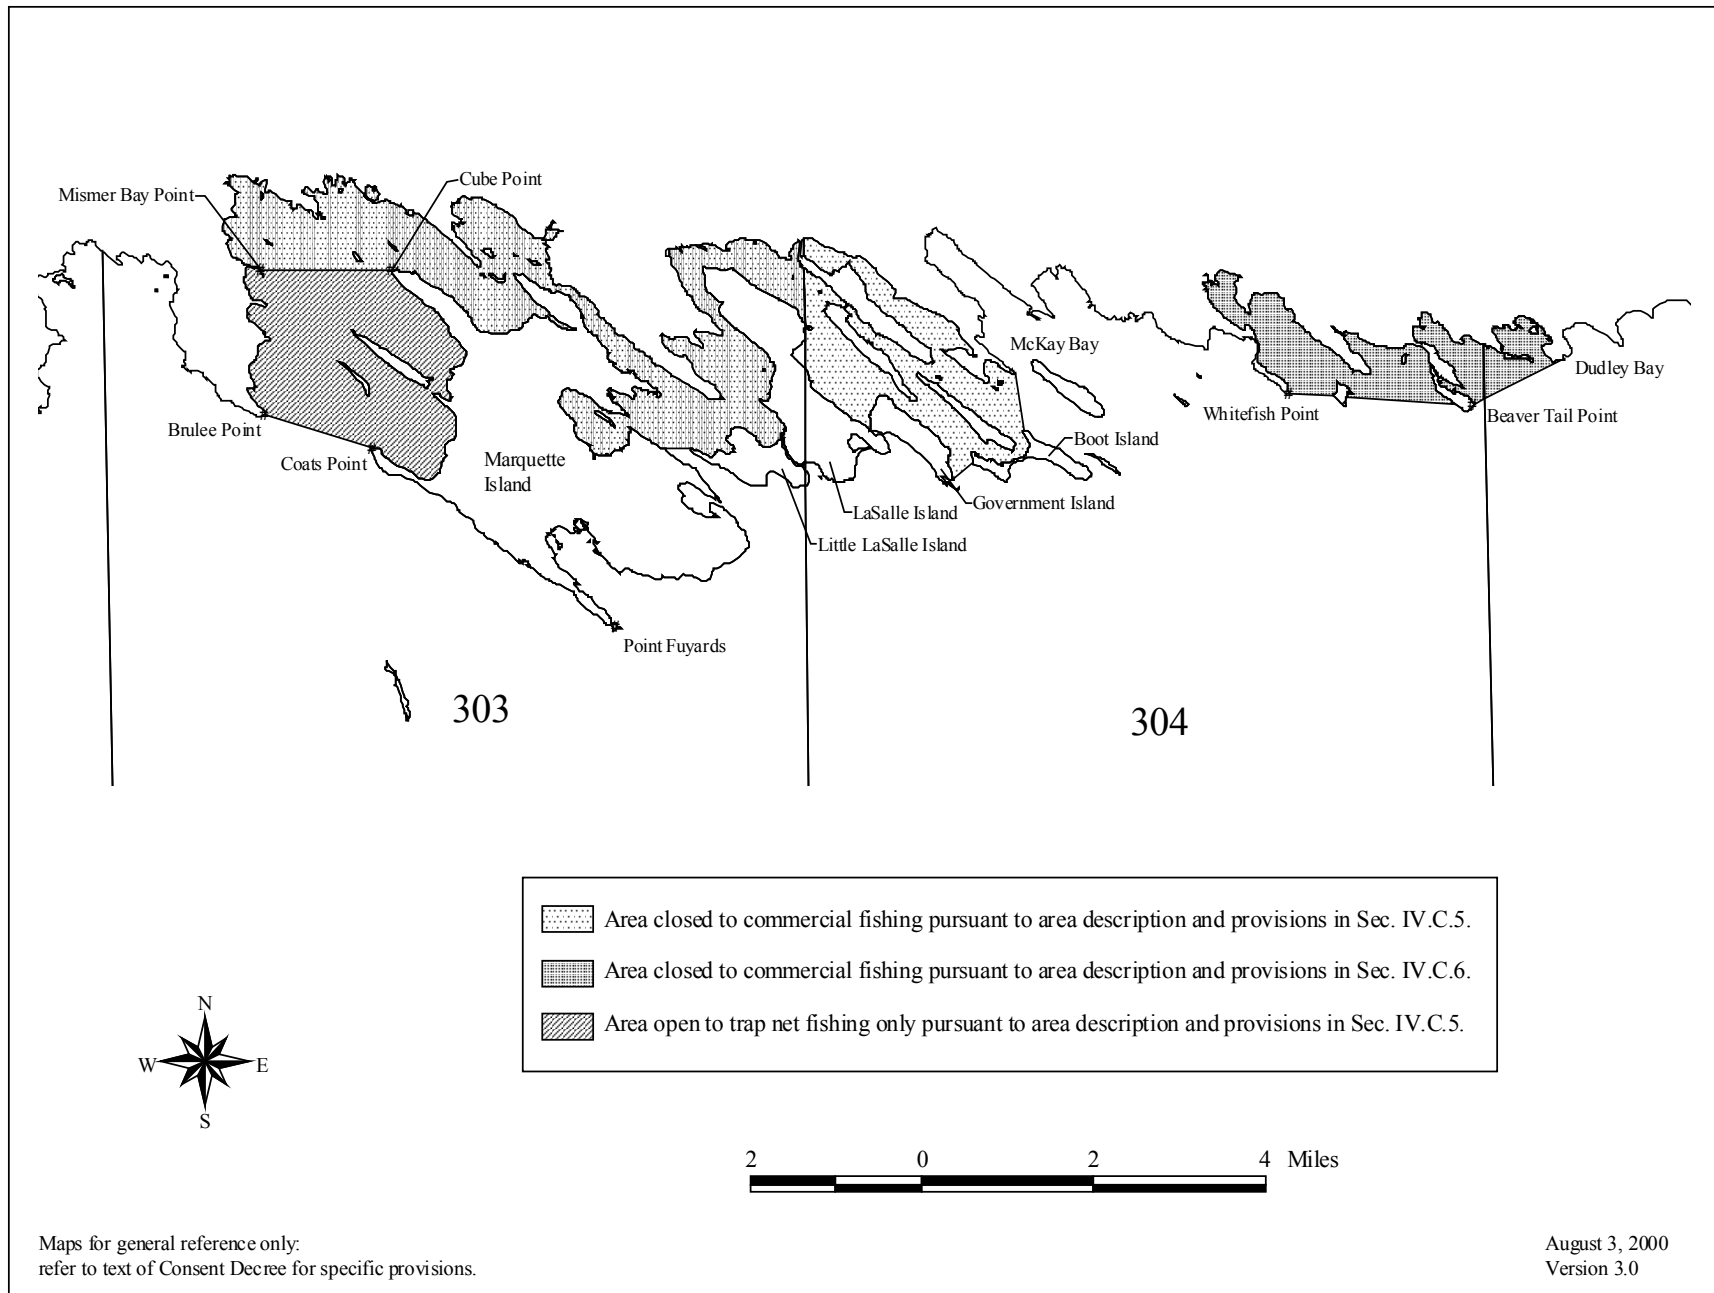 Cube Point
Mismer Bay Point
McKay Bay
Dudley Bay
Whitefish Point
Beaver Tail Point
Brulee Point
Boot Island
Coats Point
Marquette
Island
Government Island
LaSalle Island
Little LaSalle Island
Point Fuyards
303
304
Area closed to commercial fishing pursuant to area description and provisions in Sec. IV.C.5.
Area closed to commercial fishing pursuant to area description and provisions in Sec. IV.C.6.
Area open to trap net fishing only pursuant to area description and provisions in Sec. IV.C.5.
N
W
E
S
2 0 2 4 Miles
Maps for general reference only:
refer to text of Consent Decree for specific provisions.
August 3, 2000
Version 3.0